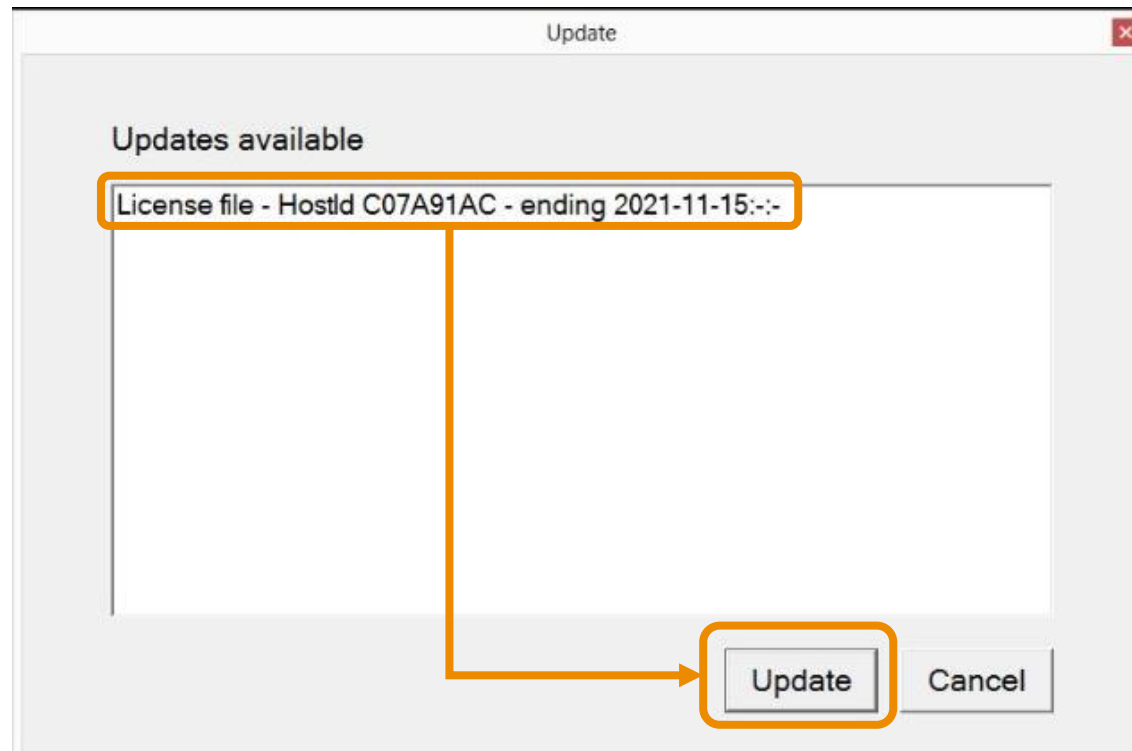 Update
Updates available
License file - HostId C07A91AC - ending 2021-11-15:-:-
Update
Cancel